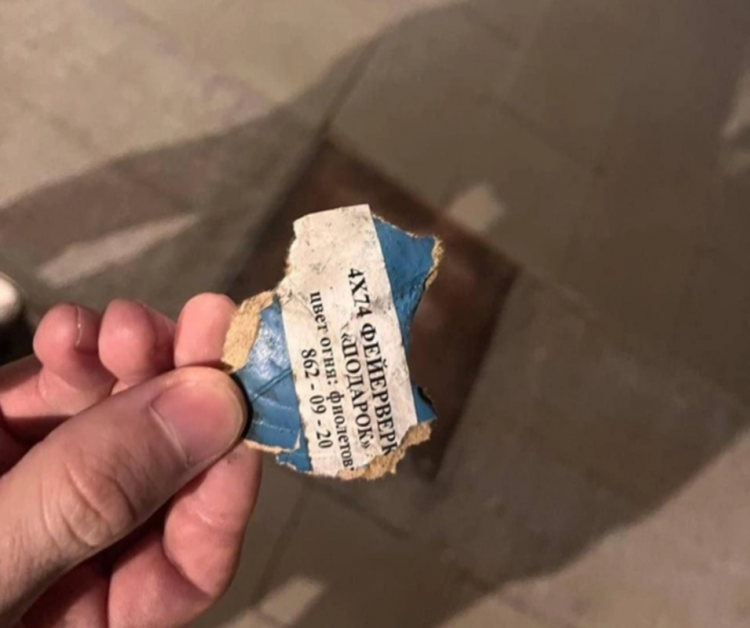 4Х74 ФЕЙЕРВЕРК
«ПОДАРОК»
цвет огня: фиолетов
862 - 09 - 20